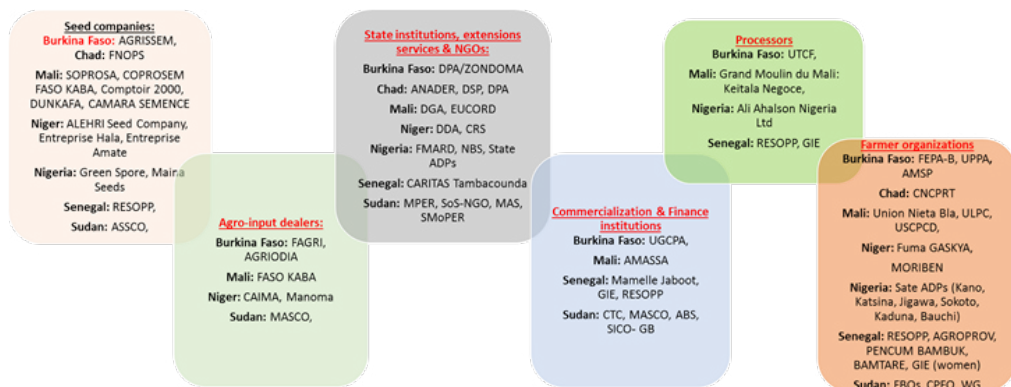 Seed companies:
Burkina Faso: AGRISSEM,
Chad: FNOPS
Mali: SOPROSA, COPROSEM
FASO KABA, Comptoir 2000,
DUNKAFA, CAMARA SEMENCE
Niger: ALEHRI Seed Company,
Entreprise Hala, Entreprise
Amate
Nigeria: Green Spore, Maina
Seeds
Senegal: RESOPP,
Sudan: ASSCO,
Agro-input dealers:
Burkina Faso: FAGRI,
AGRIODIA
Mali: FASO KABA
Niger: CAIMA, Manoma
Sudan: MASCO,
State institutions, extensions
services & NGOs:
Burkina Faso: DPA/ZONDOMA
Chad: ANADER, DSP, DPA
Mali: DGA, EUCORD
Niger: DDA, CRS
Nigeria: FMARD, NBS, State
ADPs
Senegal: CARITAS Tambacounda
Sudan: MPER, SoS-NGO, MAS,
SMoPER
Commercialization & Finance
institutions
Burkina Faso: UGCPA,
Mali: AMASSA
Senegal: Mamelle Jaboot,
GIE, RESOPP
Sudan: CTC, MASCO, ABS,
SICO- GB
Processors
Burkina Faso: UTCF,
Mali: Grand Moulin du Mali:
Keitala Negoce,
Nigeria: Ali Ahalson Nigeria
Ltd
Senegal: RESOPP, GIE
Farmer organizations
Burkina Faso: FEPA-B, UPPA,
AMSP
Chad: CNCPRT
Mali: Union Nieta Bla, ULPC,
USCPCD,
Niger: Fuma GASKYA,
MORIBEN
Nigeria: Sate ADPs (Kano,
Katsina, Jigawa, Sokoto,
Kaduna, Bauchi)
Senegal: RESOPP, AGROPROV,
PENCUM BAMBUK,
BAMTARE, GIE (women)
Sudan: FBOs, CPFO, WG